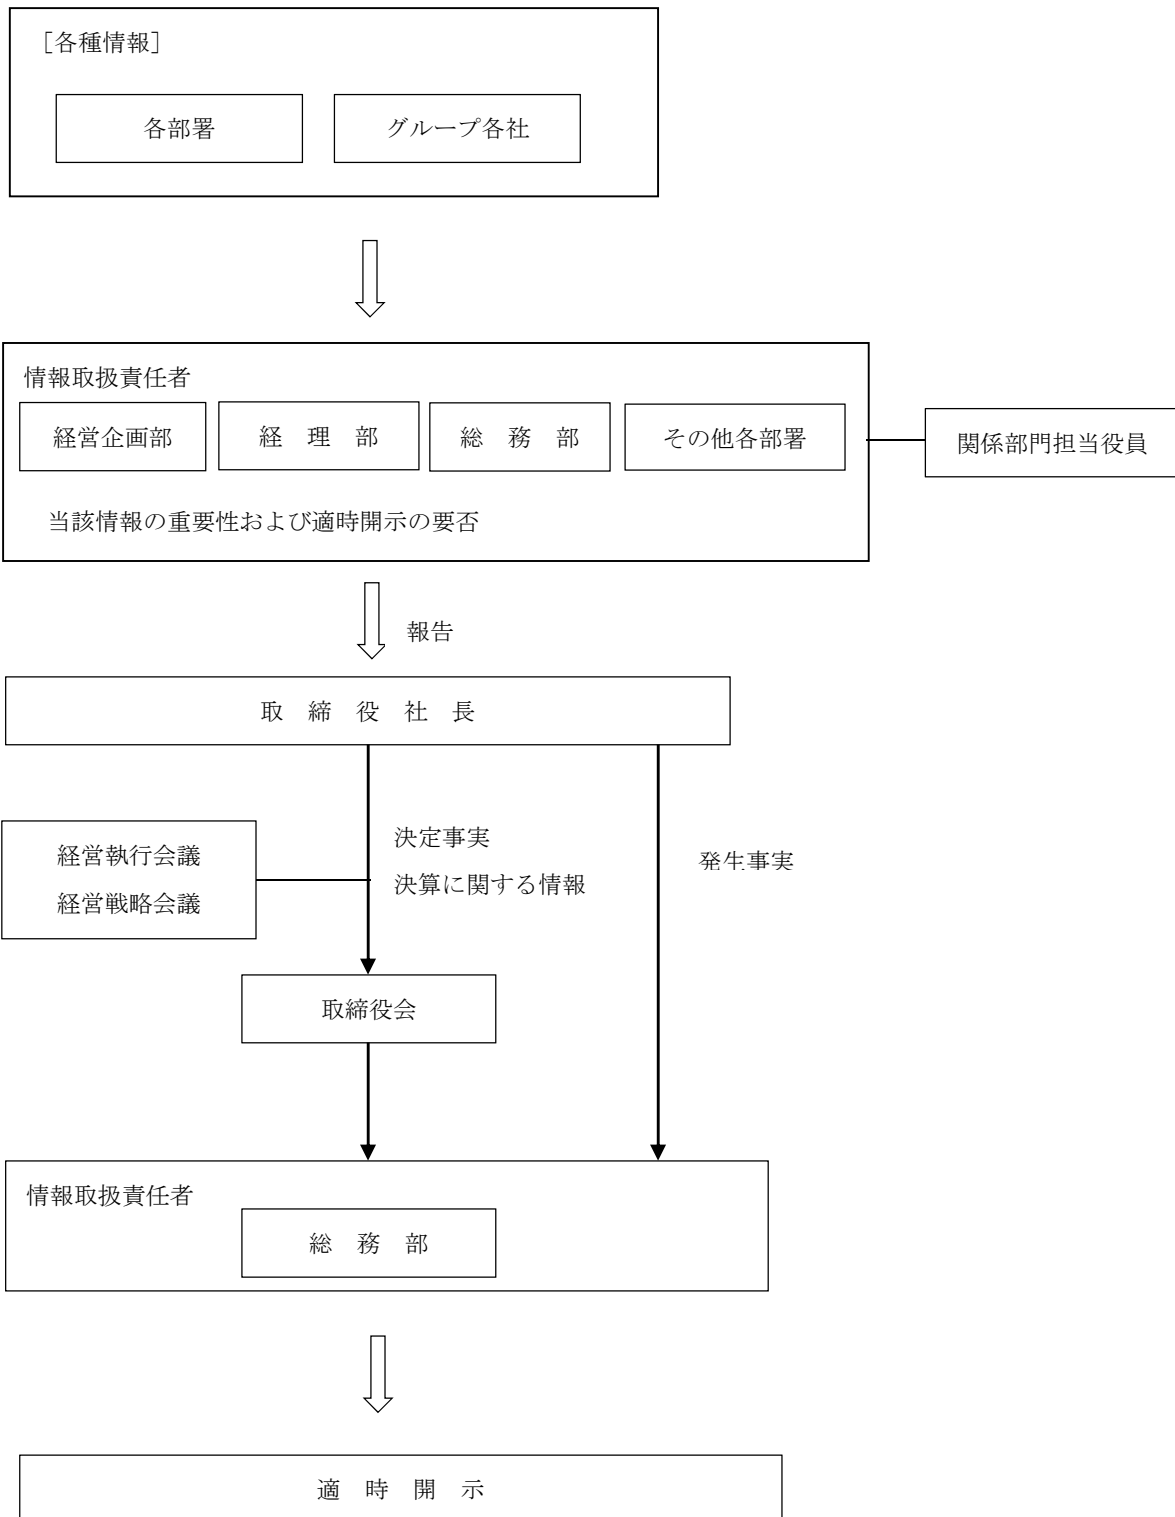 ［各種情報］
各部署
グループ各社
情報取扱責任者
経営企画部
経　理　部
総　務　部
その他各部署
関係部門担当役員
当該情報の重要性および適時開示の要否
報告
取　締　役　社　長
経営執行会議
経営戦略会議
決定事実
決算に関する情報
発生事実
取締役会
情報取扱責任者
総　務　部
適　時　開　示